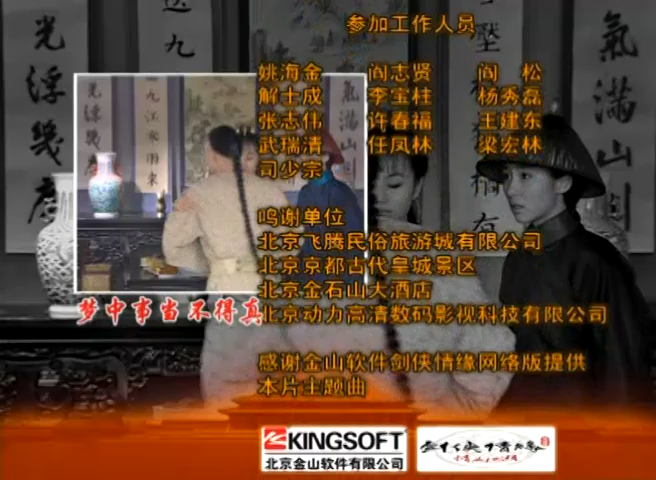 参加工作人员
姚海金 阎志贤 阎 松
解士成 李宝柱 杨秀磊
张志伟 许春福 王建东
武瑞清 任凤林 梁宏林
司少宗
鸣谢单位
北京飞腾民俗旅游城有限公司
北京京都古代皇城景区
北京金石山大酒店
梦中事当不得真
北京动力高清数码影视科技有限公司
感谢金山软件剑侠情缘网络版提供
本片主题曲
KINGSOFT
北京金山软件有限公司